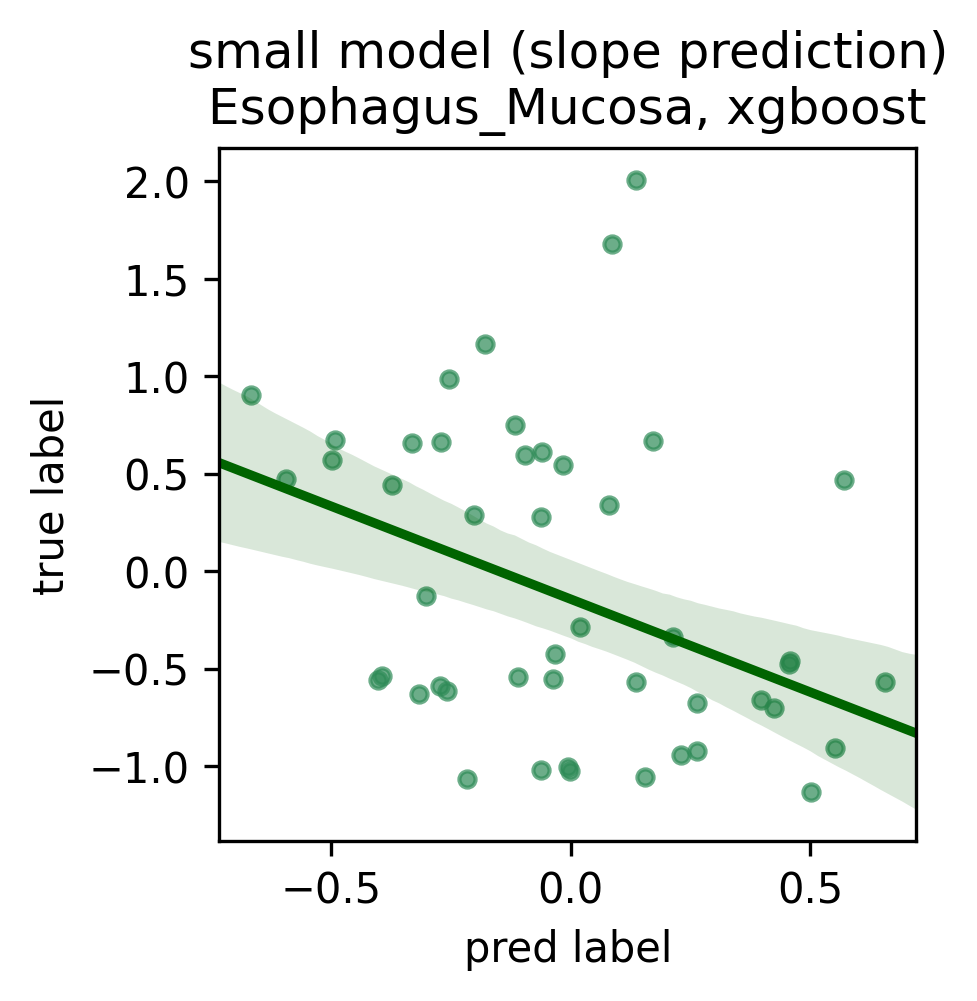 small model (slope prediction)
Esophagus_Mucosa, xgboost
2.0
1.5
1.0
0.5
0.0
−0.5
−1.0
true label
−0.5
0.0
0.5
pred label